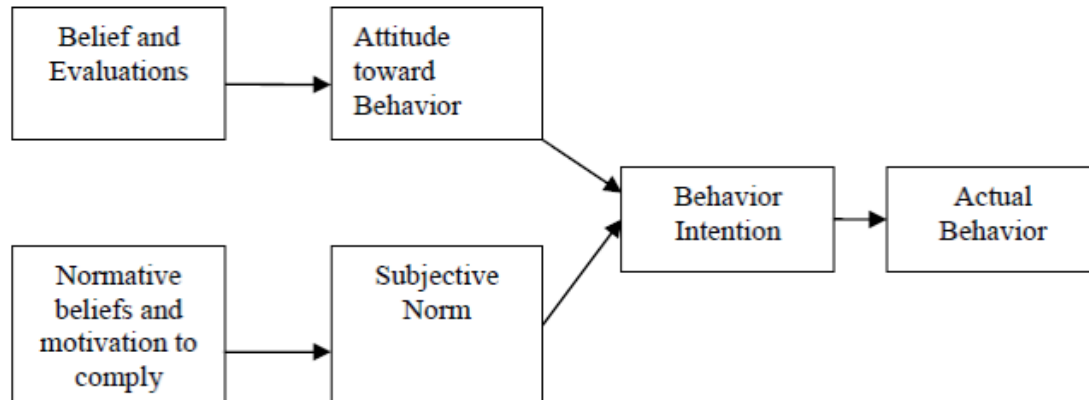 Belief and
Evaluations
Attitude
toward
Behavior
Behavior
Intention
Actual
Behavior
Normative
beliefs and
motivation to
comply
Subjective
Norm